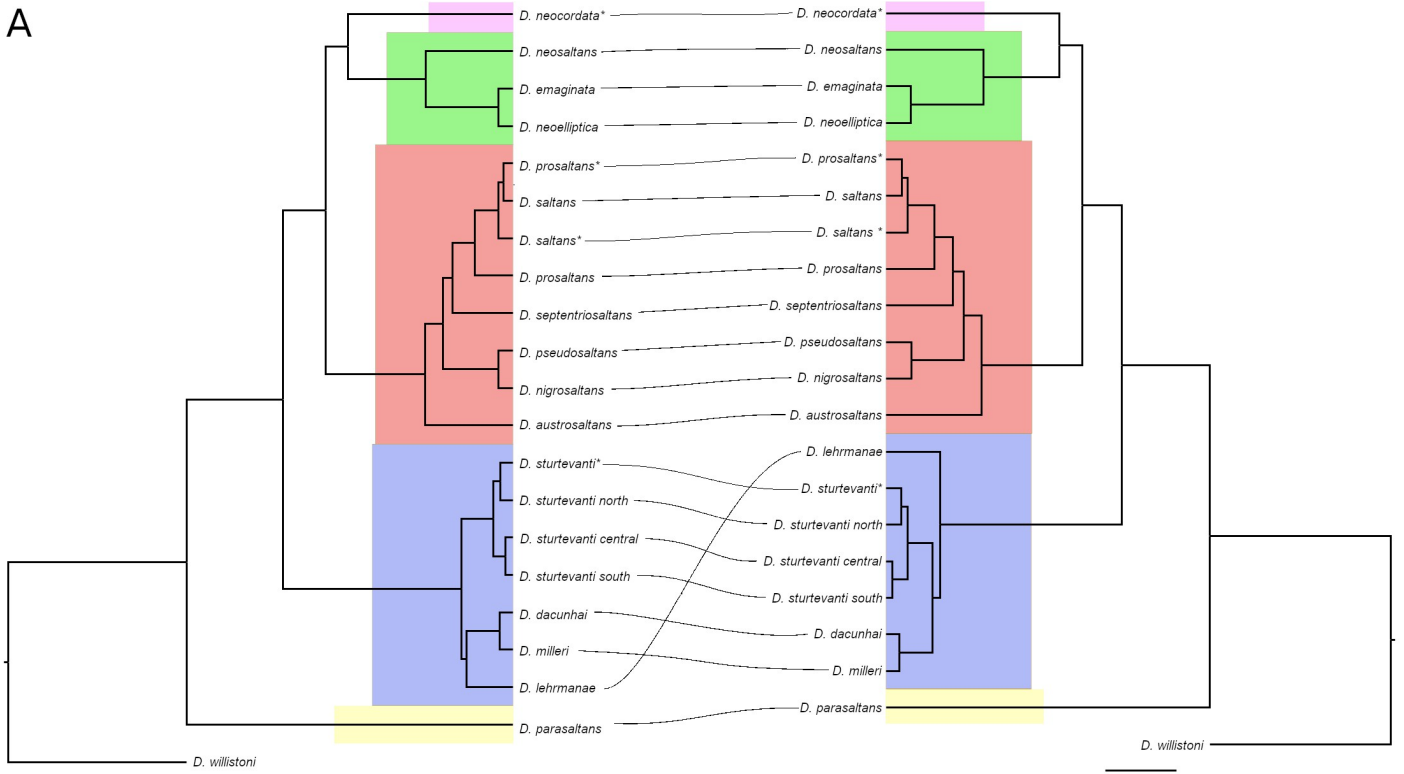 A
D. neocordata* D. neocordata*
D. neosaltans D. neosaltans
D. emaginata D. emaginata
D. neoelliptica D. neoelliptica
D. prosaltans* D. prosaltans*
D. saltans D. saltans
D. saltans* D. saltans *
D. prosaltans D. prosaltans
D. septentriosaltans D. septentriosaltans
D. pseudosaltans D. pseudosaltans
D. nigrosaltans D. nigrosaltans
D. austrosaltans D. austrosaltans
D. sturtevanti* D. lehrmanae
D. sturtevanti north D. sturtevanti*
D. sturtevanti central D. sturtevanti north
D. sturtevanti south D. sturtevanti central
D. dacunhai D. sturtevanti south
D. milleri D. dacunhai
D. lehrmanae D. milleri
D. parasaltans D. parasaltans
D. willistoni D. willistoni